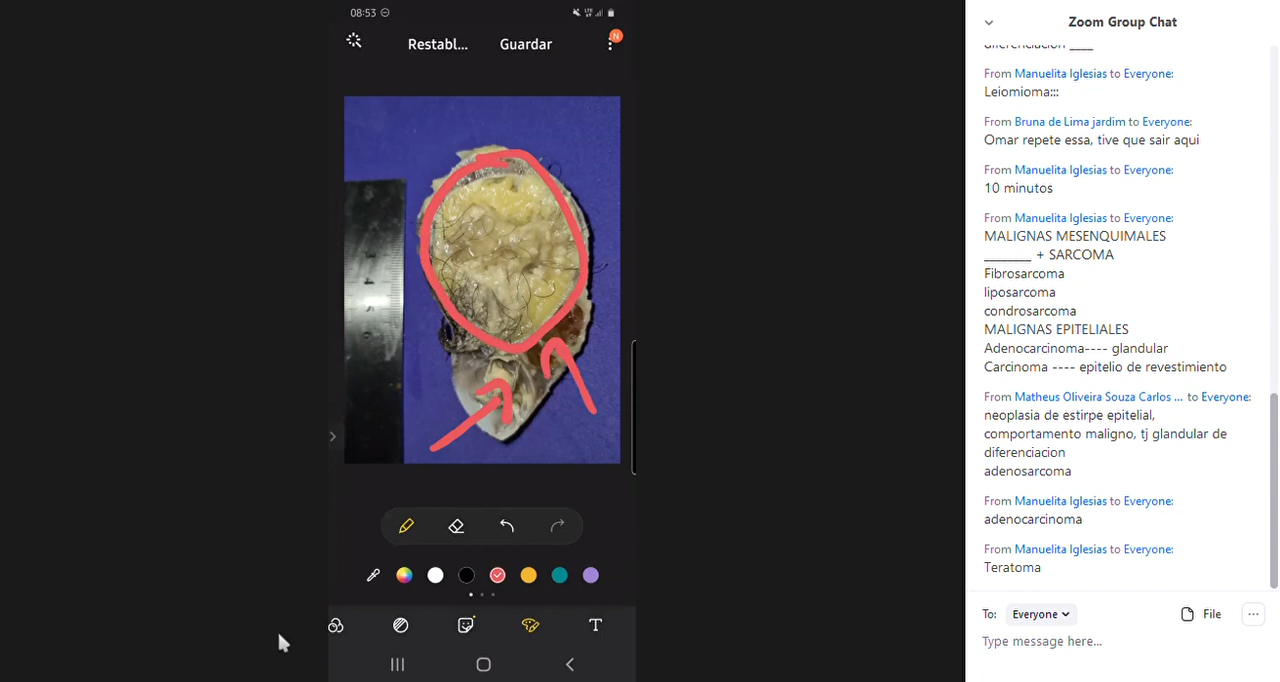 08:53
Restabl... Guardar
N
T
Zoom Group Chat
diferenciacion ____
From Manuelita Iglesias to Everyone:
Leiomioma:::
From Bruna de Lima jardim to Everyone:
Omar repete essa, tive que sair aqui
From Manuelita Iglesias to Everyone:
10 minutos
From Manuelita Iglesias to Everyone:
MALIGNAS MESENQUIMALES
________ + SARCOMA
Fibrosarcoma
liposarcoma
condrosarcoma
MALIGNAS EPITELIALES
Adenocarcinoma---- glandular
Carcinoma ---- epitelio de revestimiento
From Matheus Oliveira Souza Carlos ... to Everyone:
neoplasia de estirpe epitelial,
comportamento maligno, tj glandular de
diferenciacion
adenosarcoma
From Manuelita Iglesias to Everyone:
adenocarcinoma
From Manuelita Iglesias to Everyone:
Teratoma
To: Everyone File ...
Type message here...